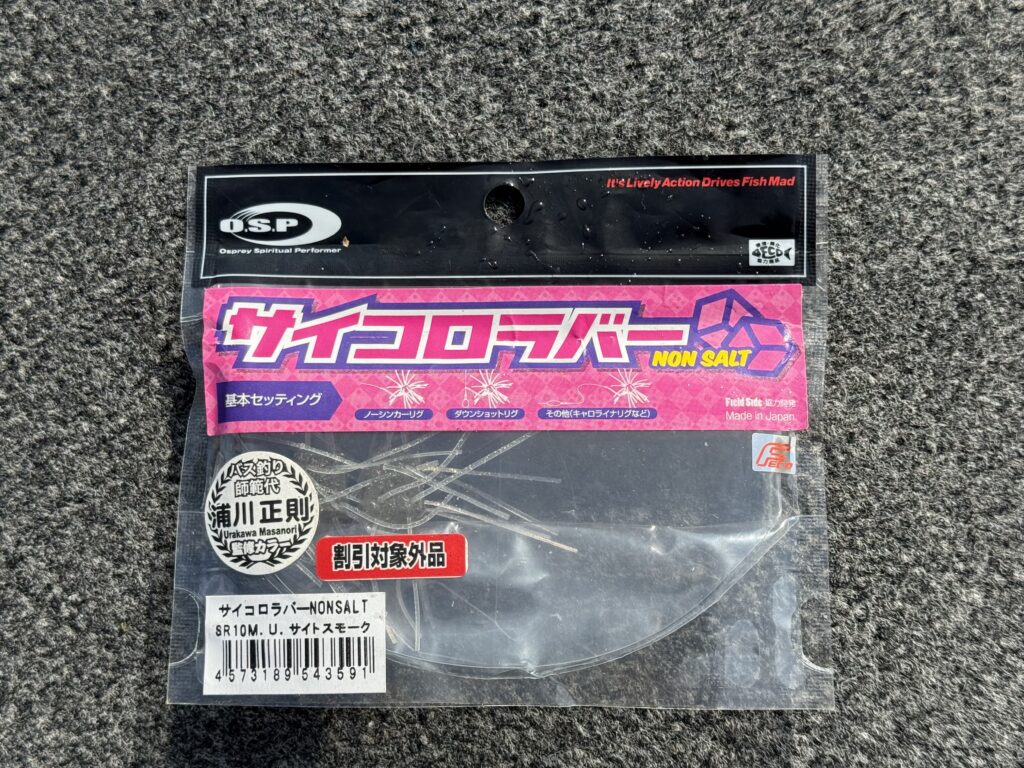 It's Lively Action Drives Fish Mad
O.S.P
Osprey Spiritual Performer
ECO
サイコロラバー
NON SALT
基本セッティング
ノーシンカーリグ
ダウンショットリグ
その他(キャロライナリグなど)
Field Side 協力開発
Made in Japan
FECO
バス釣り
師範代
浦川正則
Urakawa Masanori
監修カラー
割引対象外品
サイコロラバーNONSALT
SR10M.U.サイトスモーク
4573189543591